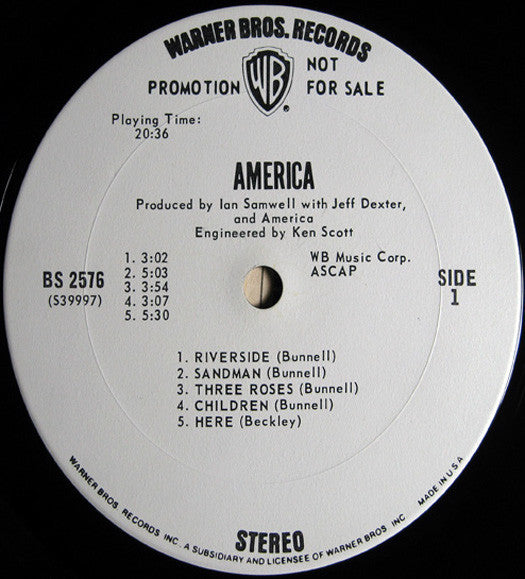 WARNER BROS. RECORDS
PROMOTION WB NOT FOR SALE
Playing Time:
20:36
AMERICA
Produced by Ian Samwell with Jeff Dexter,
and America
Engineered by Ken Scott
BS 2576
(S39997)
1. 3:02
2. 5:03
3. 3:54
4. 3:07
5. 5:30
WB Music Corp.
ASCAP
SIDE
1
1. RIVERSIDE (Bunnell)
2. SANDMAN (Bunnell)
3. THREE ROSES (Bunnell)
4. CHILDREN (Bunnell)
5. HERE (Beckley)
STEREO
WARNER BROS. RECORDS INC. A SUBSIDIARY AND LICENSEE OF WARNER BROS INC. MADE IN U.S.A.